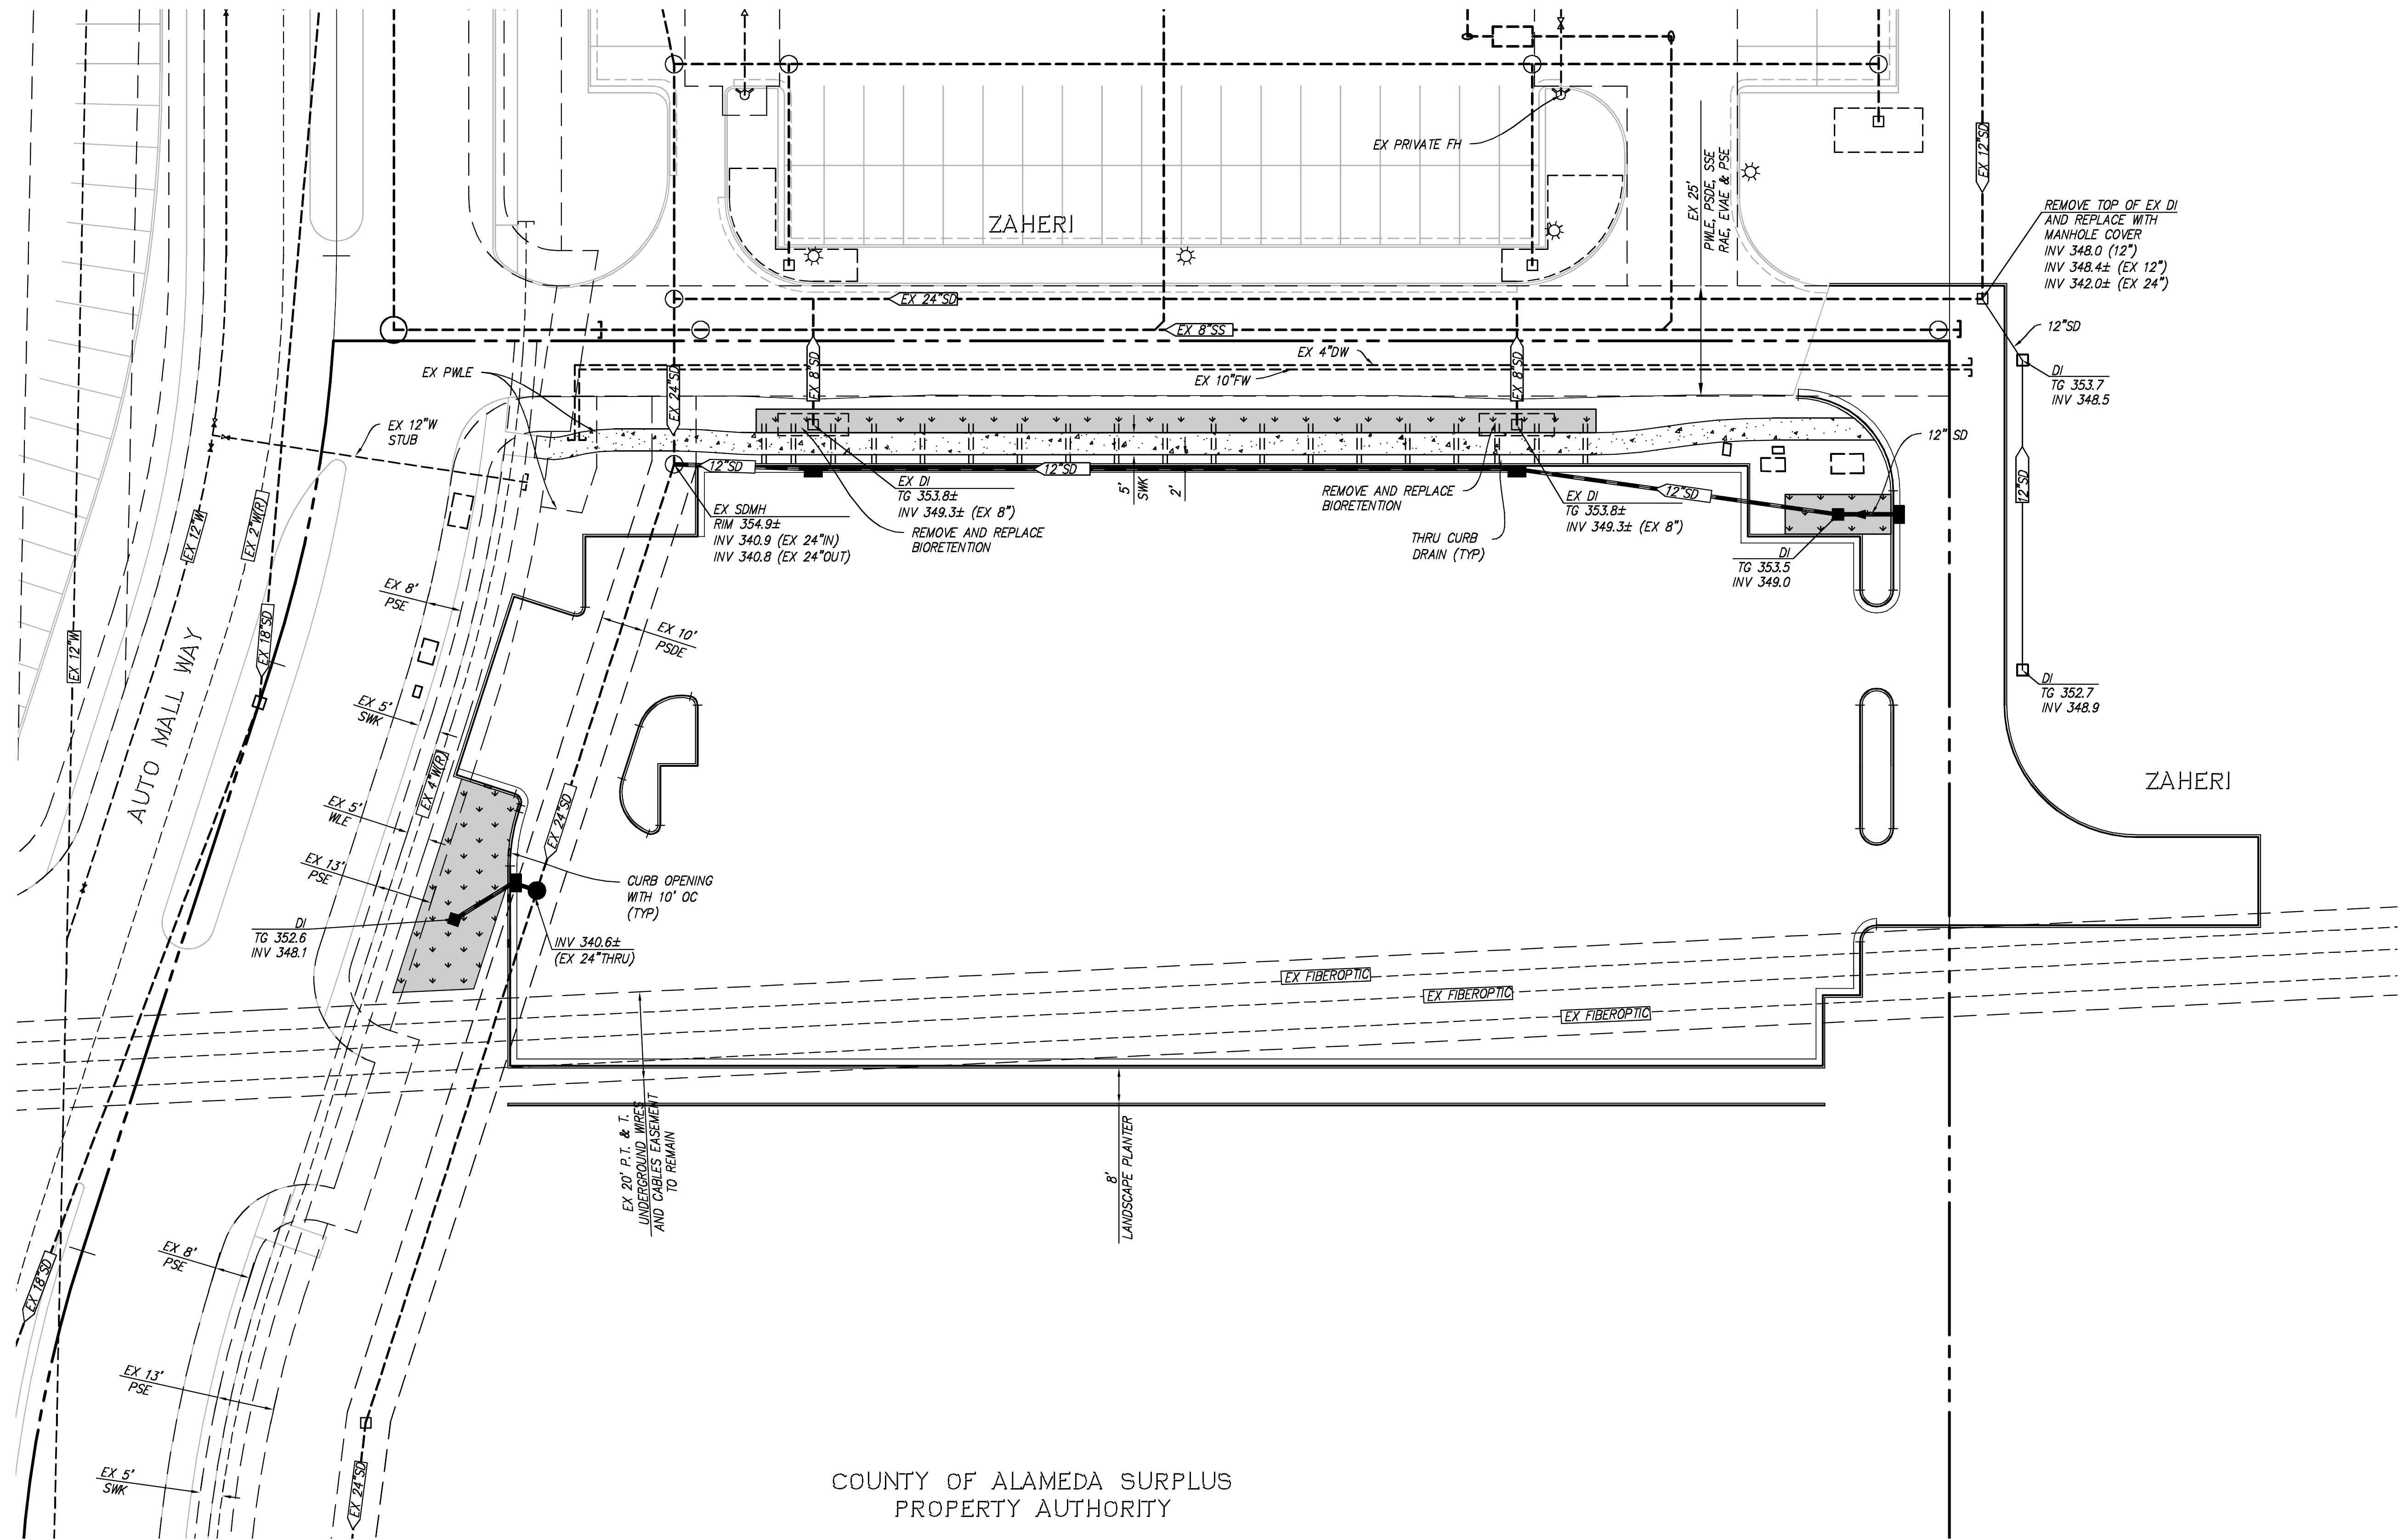 EX PRIVATE FH
ZAHERI
EX 25'
PWLE, PSDE, SSE
RAE, EVAE & PSE
EX 12"SD
REMOVE TOP OF EX DI
AND REPLACE WITH
MANHOLE COVER
INV 348.0 (12")
INV 348.4± (EX 12")
INV 342.0± (EX 24")
12"SD
EX 24"SD
EX 8"SS
EX 4"DW
EX 10"FW
EX PWLE
EX 24"SD
EX 8"SD
EX 8"SD
DI
TG 353.7
INV 348.5
EX 12"W
STUB
12"SD
12"SD
12"SD
12" SD
12"SD
EX SDMH
RIM 354.9±
INV 340.9 (EX 24"IN)
INV 340.8 (EX 24"OUT)
EX DI
TG 353.8±
INV 349.3± (EX 8")
REMOVE AND REPLACE
BIORETENTION
5'
SWK
2'
REMOVE AND REPLACE
BIORETENTION
THRU CURB
DRAIN (TYP)
EX DI
TG 353.8±
INV 349.3± (EX 8")
DI
TG 353.5
INV 349.0
EX 12"W
EX 2"W(R)
EX 12"W
EX 18"SD
AUTO MALL WAY
EX 8'
PSE
EX 10'
PSDE
EX 5'
SWK
EX 4"W(R)
EX 24"SD
EX 5'
WLE
EX 13'
PSE
DI
TG 352.7
INV 348.9
ZAHERI
CURB OPENING
WITH 10' OC
(TYP)
DI
TG 352.6
INV 348.1
INV 340.6±
(EX 24"THRU)
EX FIBEROPTIC
EX FIBEROPTIC
EX FIBEROPTIC
EX 20' P.T. & T.
UNDERGROUND WIRES
AND CABLES EASEMENT
TO REMAIN
8'
LANDSCAPE PLANTER
EX 8'
PSE
EX 18"SD
EX 13'
PSE
EX 5'
SWK
EX 24"SD
COUNTY OF ALAMEDA SURPLUS
PROPERTY AUTHORITY